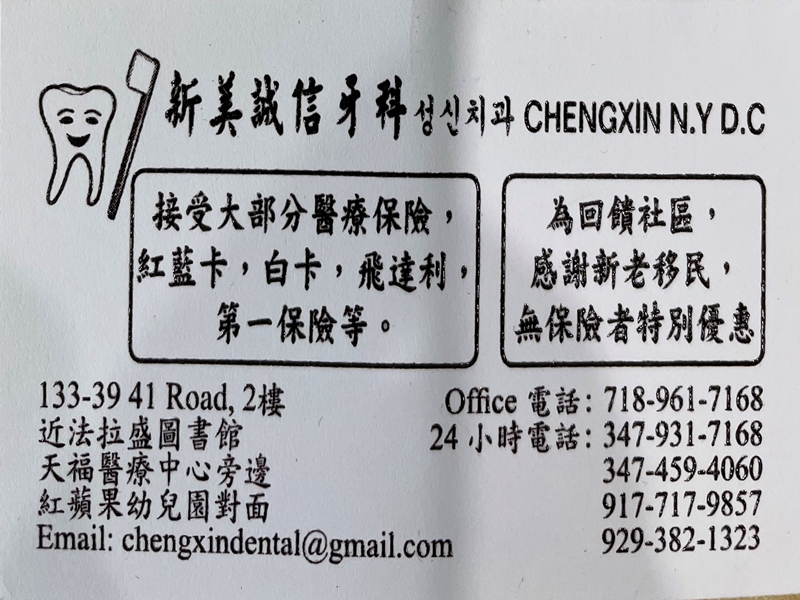 新美誠信牙科 성신치과 CHENGXIN N.Y D.C
接受大部分醫療保險，
紅藍卡，白卡，飛達利，
第一保險等。
為回饋社區，
感謝新老移民，
無保險者特別優惠
133-39 41 Road, 2樓
近法拉盛圖書館
天福醫療中心旁邊
紅蘋果幼兒園對面
Email: chengxindental@gmail.com
Office 電話: 718-961-7168
24 小時電話: 347-931-7168
347-459-4060
917-717-9857
929-382-1323